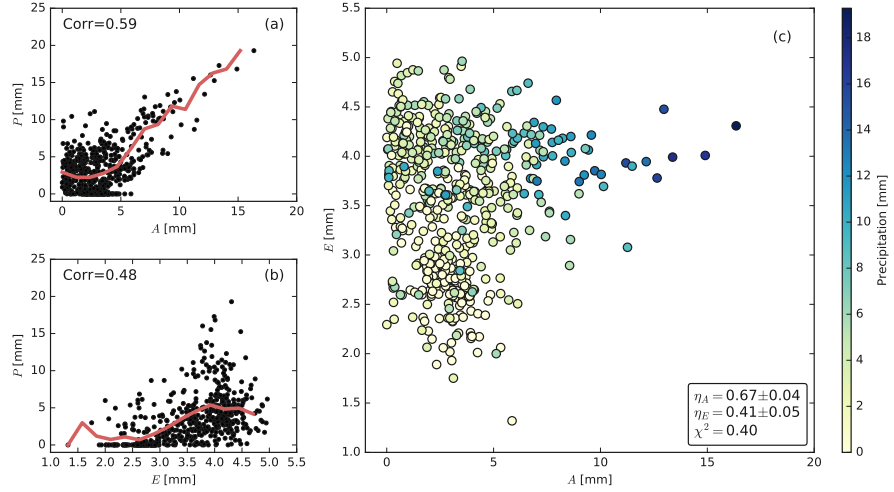 25
20
15
10
5
0
P [mm]
Corr=0.59
(a)
0
5
10
15
20
A [mm]
25
20
15
10
5
0
P [mm]
Corr=0.48
(b)
1.0 1.5 2.0 2.5 3.0 3.5 4.0 4.5 5.0 5.5
E [mm]
5.5
5.0
4.5
4.0
3.5
3.0
2.5
2.0
1.5
1.0
E [mm]
(c)
η_A = 0.67±0.04
η_E = 0.41±0.05
χ² = 0.40
0
5
10
15
20
A [mm]
18
16
14
12
10
8
6
4
2
0
Precipitation [mm]